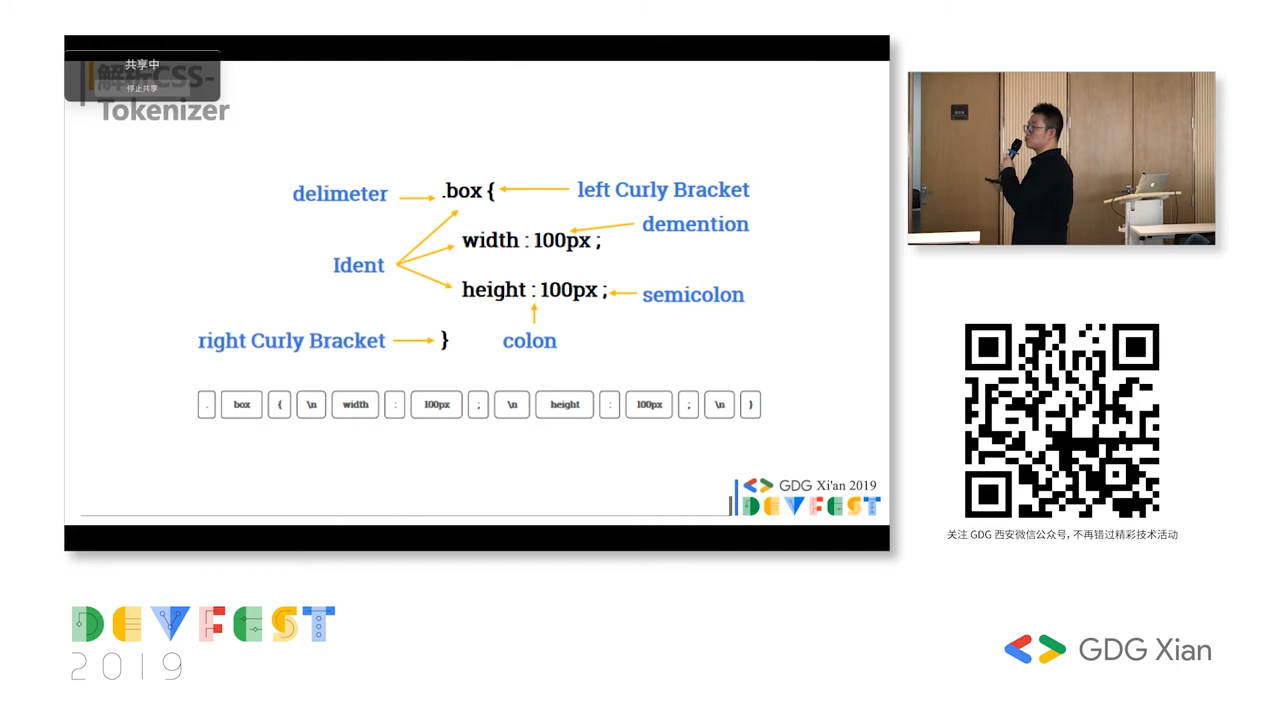 共享中
停止共享
解析CSS-
Tokenizer
delimeter
.box {
left Curly Bracket
demention
width : 100px ;
Ident
height : 100px ;
semicolon
right Curly Bracket
}
colon
. box { \n width : 100px ; \n height : 100px ; \n }
GDG Xi'an 2019
DEVFEST
关注 GDG 西安微信公众号, 不再错过精彩技术活动
DEVFEST
2019
GDG Xian